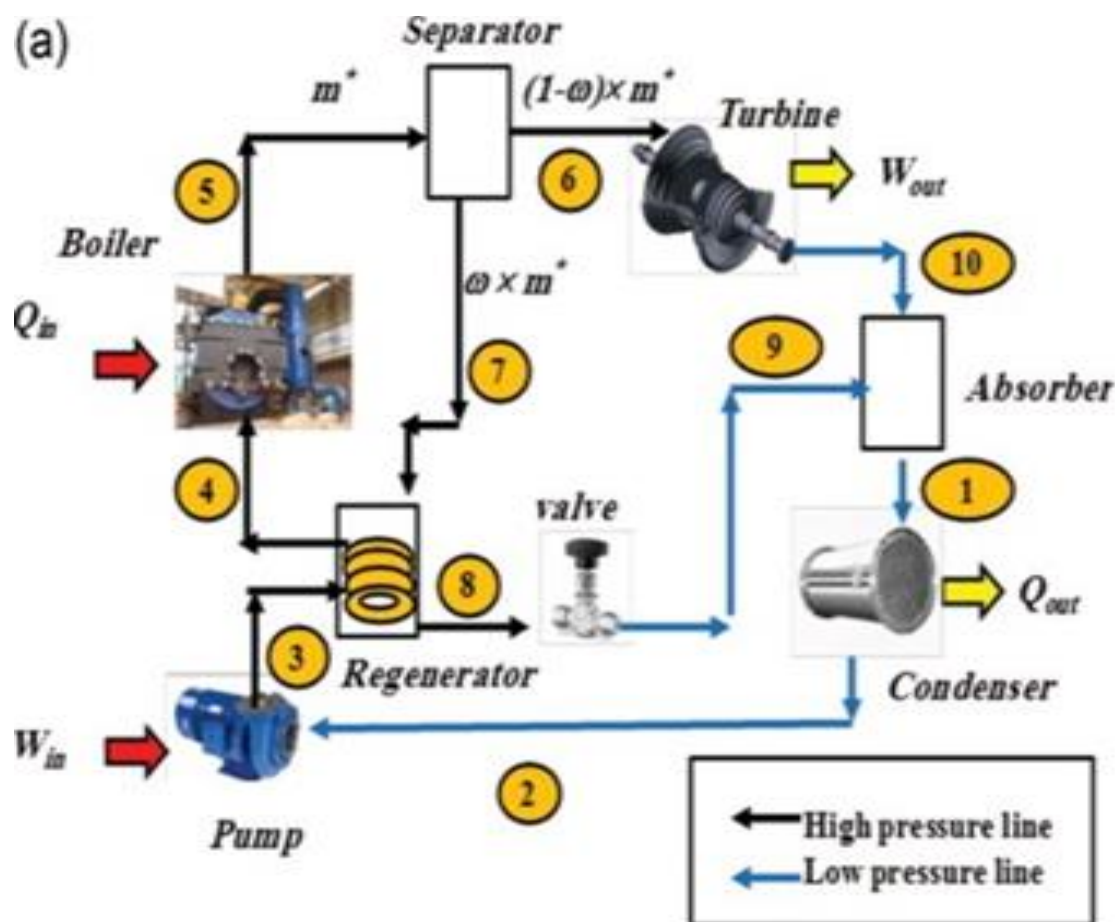 (a)
Separator
m*
(1-ω)× m*
Turbine
5
6
W_out
Boiler
10
ω × m*
Q_in
9
7
Absorber
4
1
valve
8
Q_out
3
Regenerator
Condenser
W_in
2
Pump
High pressure line
Low pressure line